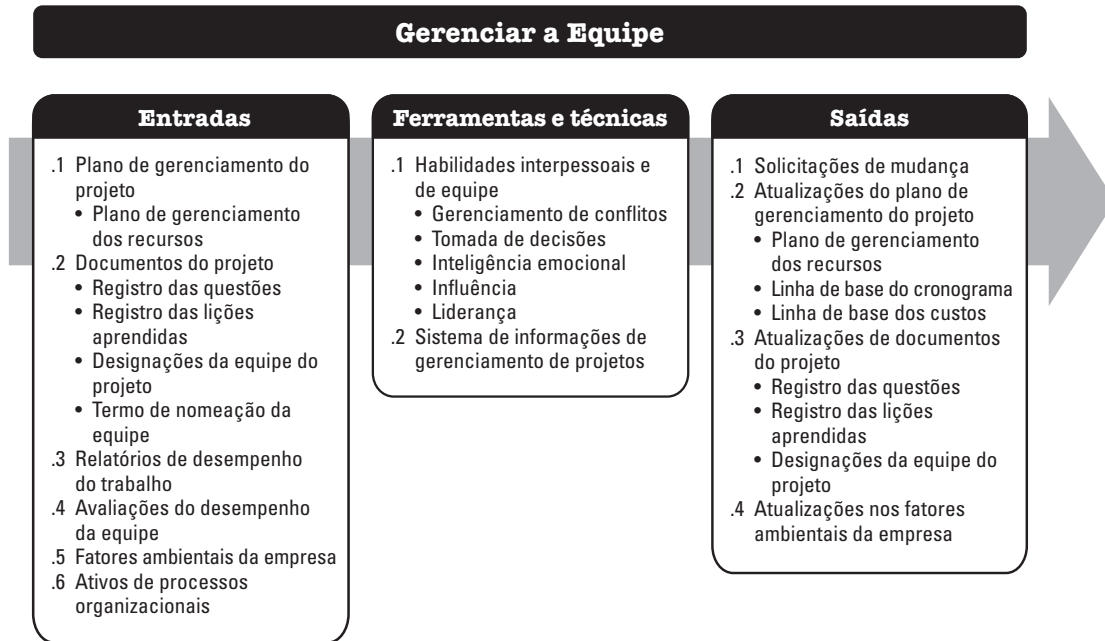 Gerenciar a Equipe
Entradas
.1 Plano de gerenciamento do
projeto
• Plano de gerenciamento
dos recursos
.2 Documentos do projeto
• Registro das questões
• Registro das lições
aprendidas
• Designações da equipe do
projeto
• Termo de nomeação da
equipe
.3 Relatórios de desempenho
do trabalho
.4 Avaliações do desempenho
da equipe
.5 Fatores ambientais da empresa
.6 Ativos de processos
organizacionais
Ferramentas e técnicas
.1 Habilidades interpessoais e
de equipe
• Gerenciamento de conflitos
• Tomada de decisões
• Inteligência emocional
• Influência
• Liderança
.2 Sistema de informações de
gerenciamento de projetos
Saídas
.1 Solicitações de mudança
.2 Atualizações do plano de
gerenciamento do projeto
• Plano de gerenciamento
dos recursos
• Linha de base do cronograma
• Linha de base dos custos
.3 Atualizações de documentos
do projeto
• Registro das questões
• Registro das lições
aprendidas
• Designações da equipe do
projeto
.4 Atualizações nos fatores
ambientais da empresa